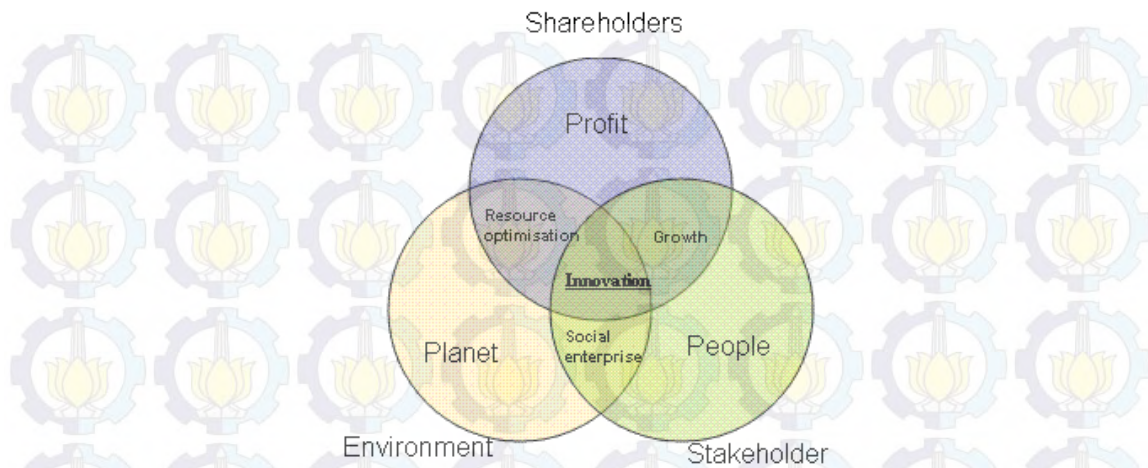 Shareholders
Profit
Resource
optimisation
Growth
Innovation
Social
enterprise
Planet
People
Environment
Stakeholder